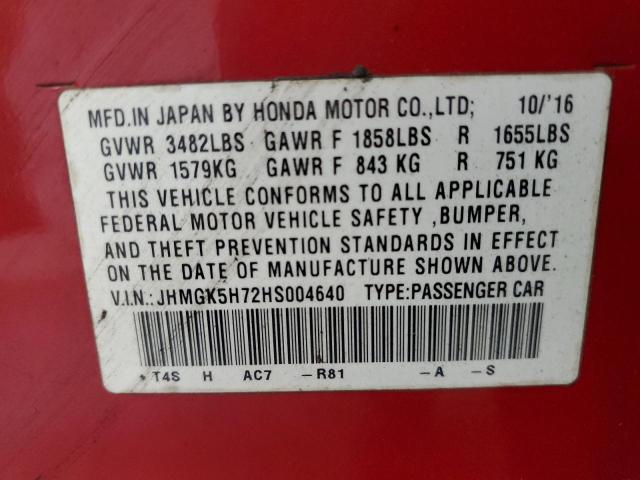 MFD.IN JAPAN BY HONDA MOTOR CO.,LTD; 10/'16
GVWR 3482LBS GAWR F 1858LBS R 1655LBS
GVWR 1579KG GAWR F 843 KG R 751 KG
THIS VEHICLE CONFORMS TO ALL APPLICABLE
FEDERAL MOTOR VEHICLE SAFETY ,BUMPER,
AND THEFT PREVENTION STANDARDS IN EFFECT
ON THE DATE OF MANUFACTURE SHOWN ABOVE.
V.I.N.: JHMGK5H72HS004640 TYPE:PASSENGER CAR
T4S H AC7 -R81 -A -S